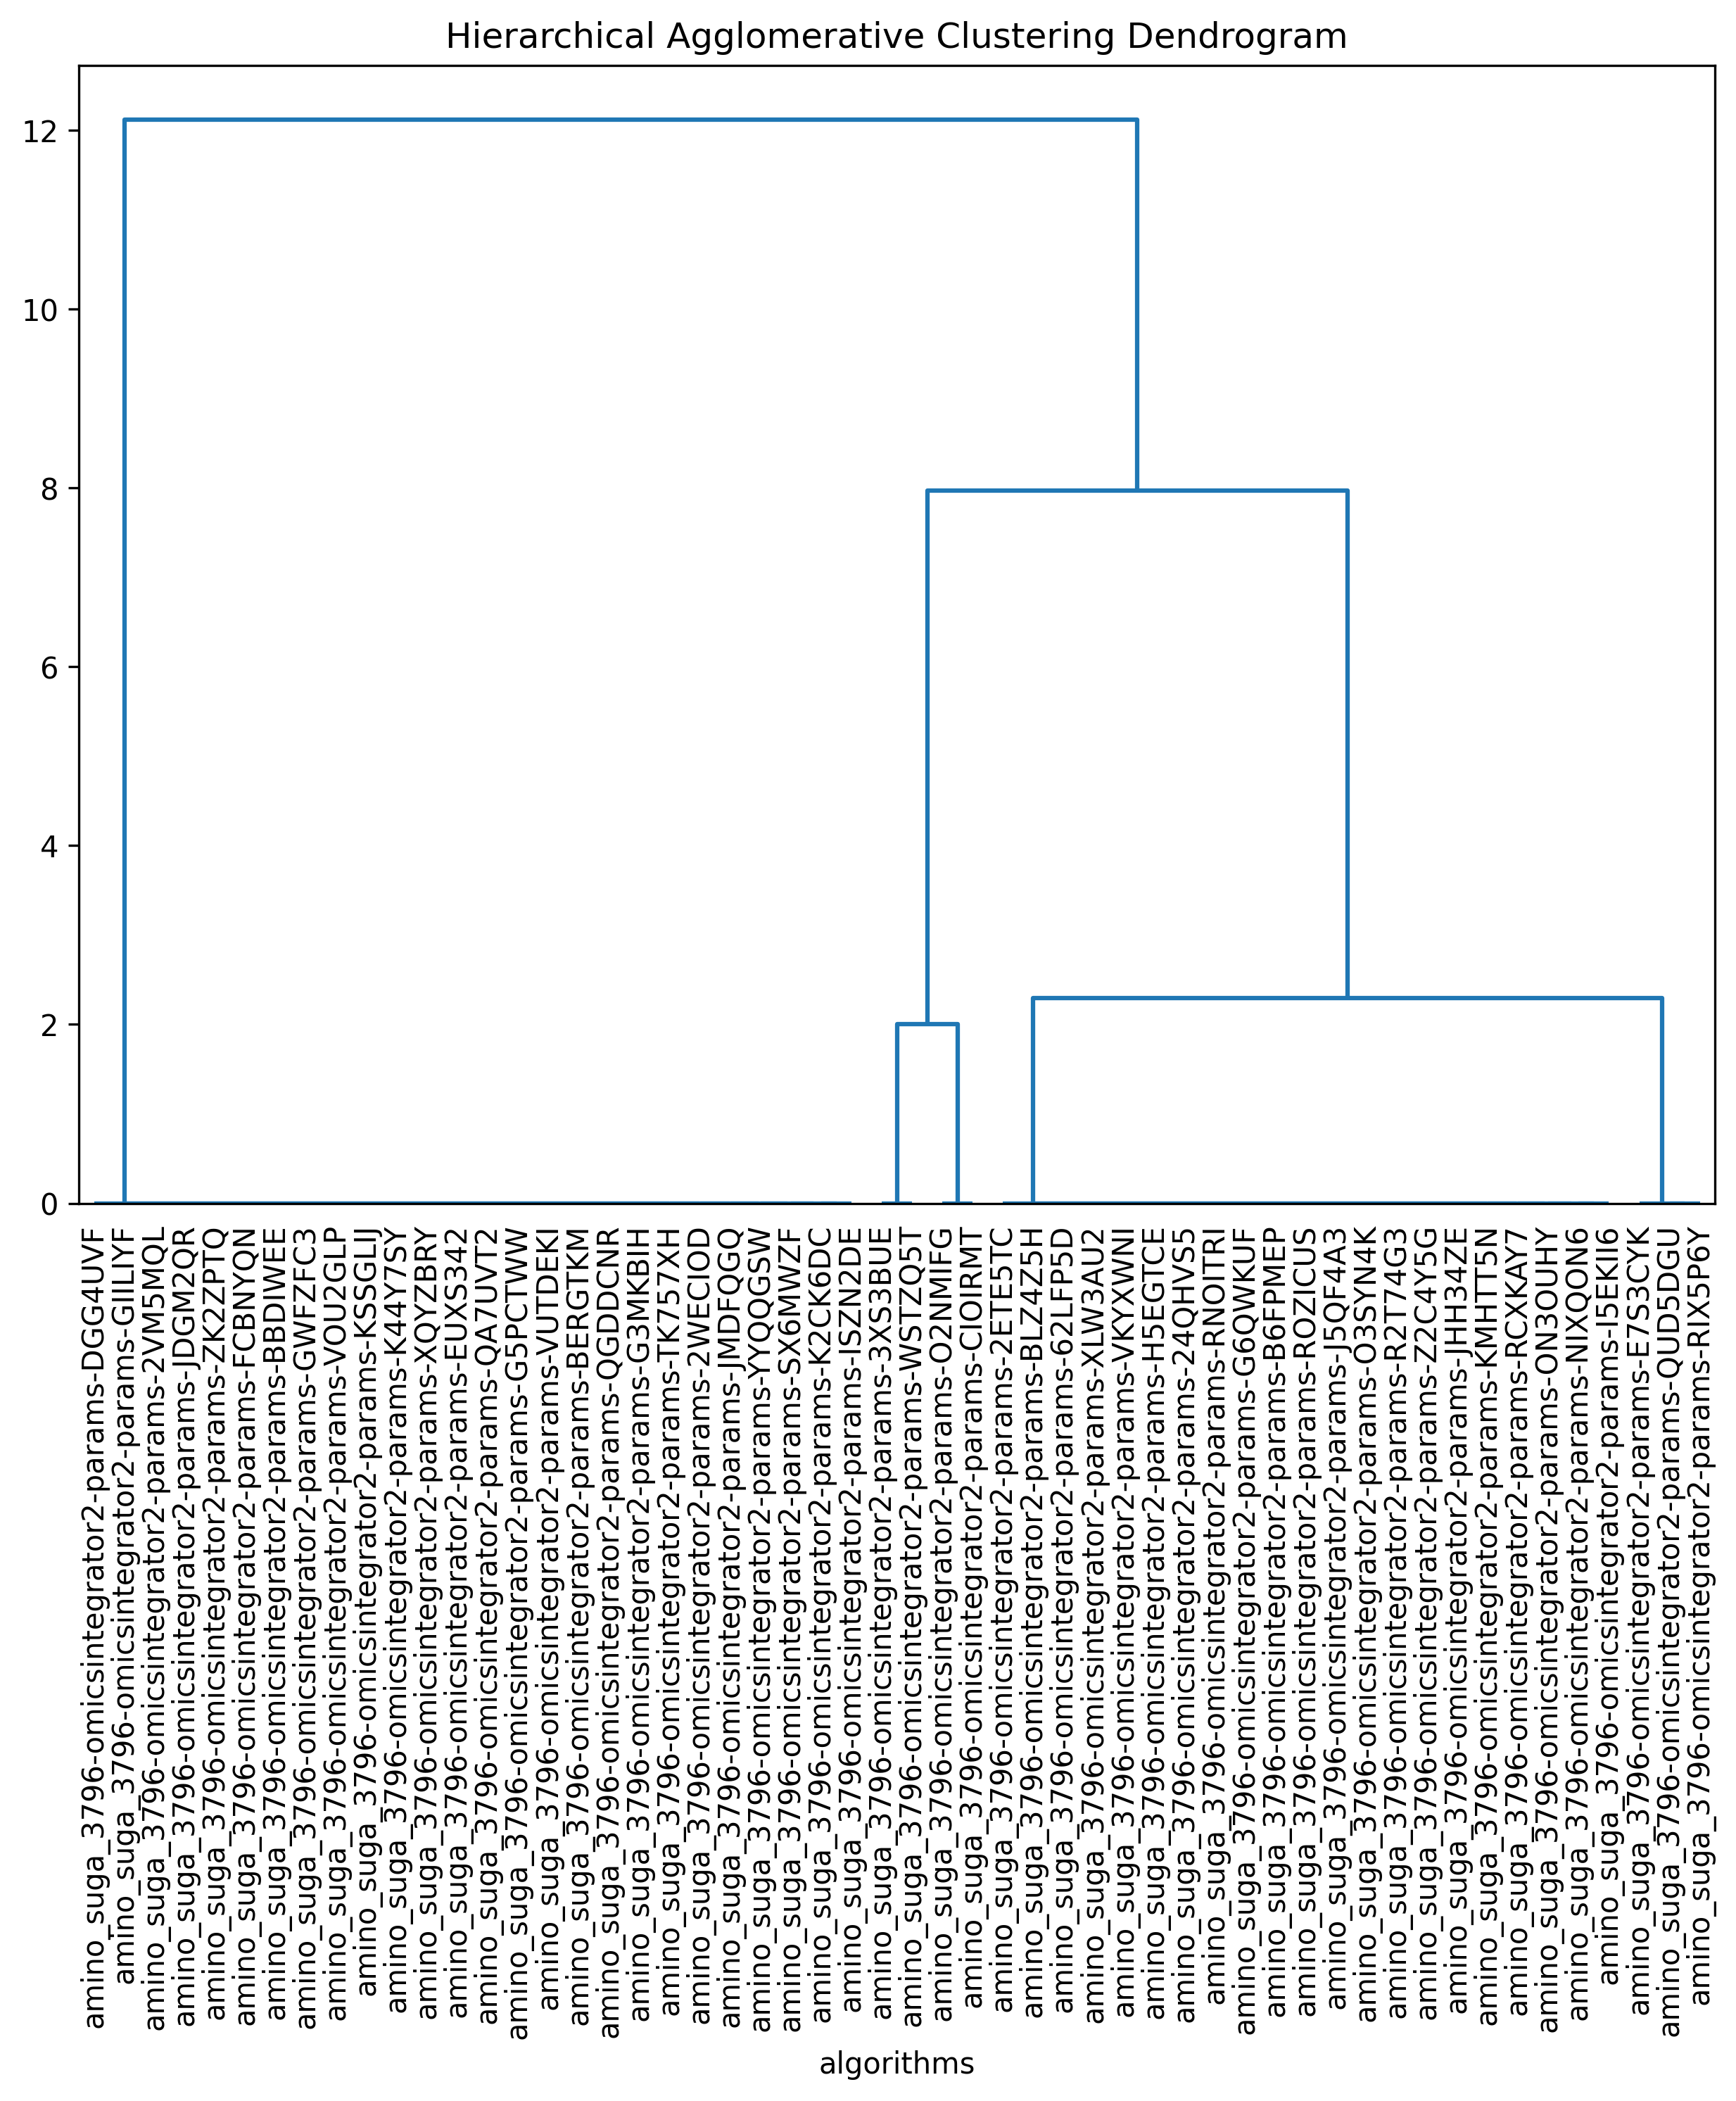 Hierarchical Agglomerative Clustering Dendrogram
12
10
8
6
4
2
0
amino_suga_3796-omicsintegrator2-params-DGG4UVF
amino_suga_3796-omicsintegrator2-params-GIILIYF
amino_suga_3796-omicsintegrator2-params-2VM5MQL
amino_suga_3796-omicsintegrator2-params-JDGM2QR
amino_suga_3796-omicsintegrator2-params-ZK2ZPTQ
amino_suga_3796-omicsintegrator2-params-FCBNYQN
amino_suga_3796-omicsintegrator2-params-BBDIWEE
amino_suga_3796-omicsintegrator2-params-GWFZFC3
amino_suga_3796-omicsintegrator2-params-VOU2GLP
amino_suga_3796-omicsintegrator2-params-KSSGLIJ
amino_suga_3796-omicsintegrator2-params-K44Y7SY
amino_suga_3796-omicsintegrator2-params-XQYZBRY
amino_suga_3796-omicsintegrator2-params-EUXS342
amino_suga_3796-omicsintegrator2-params-QA7UVT2
amino_suga_3796-omicsintegrator2-params-G5PCTWW
amino_suga_3796-omicsintegrator2-params-VUTDEKI
amino_suga_3796-omicsintegrator2-params-BERGTKM
amino_suga_3796-omicsintegrator2-params-QGDDCNR
amino_suga_3796-omicsintegrator2-params-G3MKBIH
amino_suga_3796-omicsintegrator2-params-TK757XH
amino_suga_3796-omicsintegrator2-params-2WECIOD
amino_suga_3796-omicsintegrator2-params-JMDFQGQ
amino_suga_3796-omicsintegrator2-params-YYQQGSW
amino_suga_3796-omicsintegrator2-params-SX6MWZF
amino_suga_3796-omicsintegrator2-params-K2CK6DC
amino_suga_3796-omicsintegrator2-params-ISZN2DE
amino_suga_3796-omicsintegrator2-params-3XS3BUE
amino_suga_3796-omicsintegrator2-params-WSTZQ5T
amino_suga_3796-omicsintegrator2-params-O2NMIFG
amino_suga_3796-omicsintegrator2-params-CIOIRMT
amino_suga_3796-omicsintegrator2-params-2ETE5TC
amino_suga_3796-omicsintegrator2-params-BLZ4Z5H
amino_suga_3796-omicsintegrator2-params-62LFP5D
amino_suga_3796-omicsintegrator2-params-XLW3AU2
amino_suga_3796-omicsintegrator2-params-VKYXWNI
amino_suga_3796-omicsintegrator2-params-H5EGTCE
amino_suga_3796-omicsintegrator2-params-24QHVS5
amino_suga_3796-omicsintegrator2-params-RNOITRI
amino_suga_3796-omicsintegrator2-params-G6QWKUF
amino_suga_3796-omicsintegrator2-params-B6FPMEP
amino_suga_3796-omicsintegrator2-params-ROZICUS
amino_suga_3796-omicsintegrator2-params-J5QF4A3
amino_suga_3796-omicsintegrator2-params-O3SYN4K
amino_suga_3796-omicsintegrator2-params-R2T74G3
amino_suga_3796-omicsintegrator2-params-Z2C4Y5G
amino_suga_3796-omicsintegrator2-params-JHH34ZE
amino_suga_3796-omicsintegrator2-params-KMHTT5N
amino_suga_3796-omicsintegrator2-params-RCXKAY7
amino_suga_3796-omicsintegrator2-params-ON3OUHY
amino_suga_3796-omicsintegrator2-params-NIXQON6
amino_suga_3796-omicsintegrator2-params-I5EKII6
amino_suga_3796-omicsintegrator2-params-E7S3CYK
amino_suga_3796-omicsintegrator2-params-QUD5DGU
amino_suga_3796-omicsintegrator2-params-RIX5P6Y
algorithms